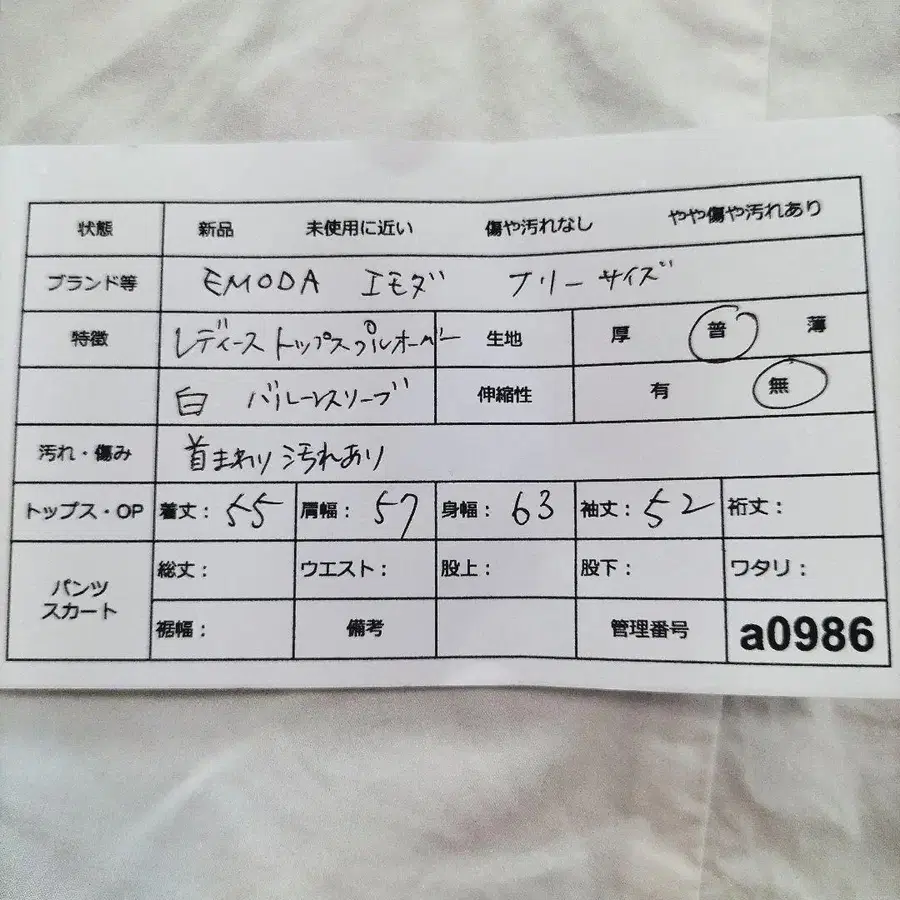 状態 新品 未使用に近い 傷や汚れなし やや傷や汚れあり
ブランド等 EMODA エモダ フリーサイズ
特徴 レディース トップス プルオーバー 生地 厚 普 薄
白 バルーンスリーブ 伸縮性 有 無
汚れ・傷み 首まわり汚れあり
トップス・OP 着丈: 55 肩幅: 57 身幅: 63 袖丈: 52 裄丈:
パンツ スカート 総丈: ウエスト: 股上: 股下: ワタリ:
裾幅: 備考 管理番号 a0986